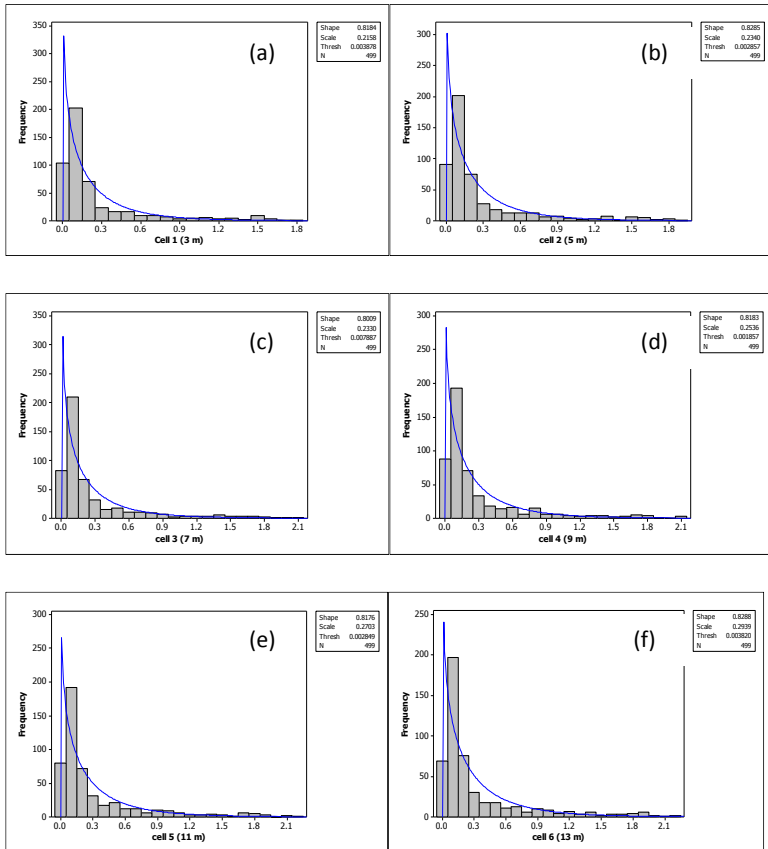 (a)
Shape 0.8184
Scale 0.2158
Thresh 0.003878
N 499
Frequency
350
300
250
200
150
100
50
0
0.0 0.3 0.6 0.9 1.2 1.5 1.8
Cell 1 (3 m)
(b)
Shape 0.8285
Scale 0.2340
Thresh 0.002857
N 499
Frequency
300
250
200
150
100
50
0
0.0 0.3 0.6 0.9 1.2 1.5 1.8
cell 2 (5 m)
(c)
Shape 0.8009
Scale 0.2330
Thresh 0.007887
N 499
Frequency
350
300
250
200
150
100
50
0
0.0 0.3 0.6 0.9 1.2 1.5 1.8 2.1
cell 3 (7 m)
(d)
Shape 0.8183
Scale 0.2536
Thresh 0.001857
N 499
Frequency
300
250
200
150
100
50
0
0.0 0.3 0.6 0.9 1.2 1.5 1.8 2.1
cell 4 (9 m)
(e)
Shape 0.8176
Scale 0.2703
Thresh 0.002849
N 499
Frequency
300
250
200
150
100
50
0
0.0 0.3 0.6 0.9 1.2 1.5 1.8 2.1
cell 5 (11 m)
(f)
Shape 0.8288
Scale 0.2939
Thresh 0.003820
N 499
Frequency
250
200
150
100
50
0
0.0 0.3 0.6 0.9 1.2 1.5 1.8 2.1
cell 6 (13 m)